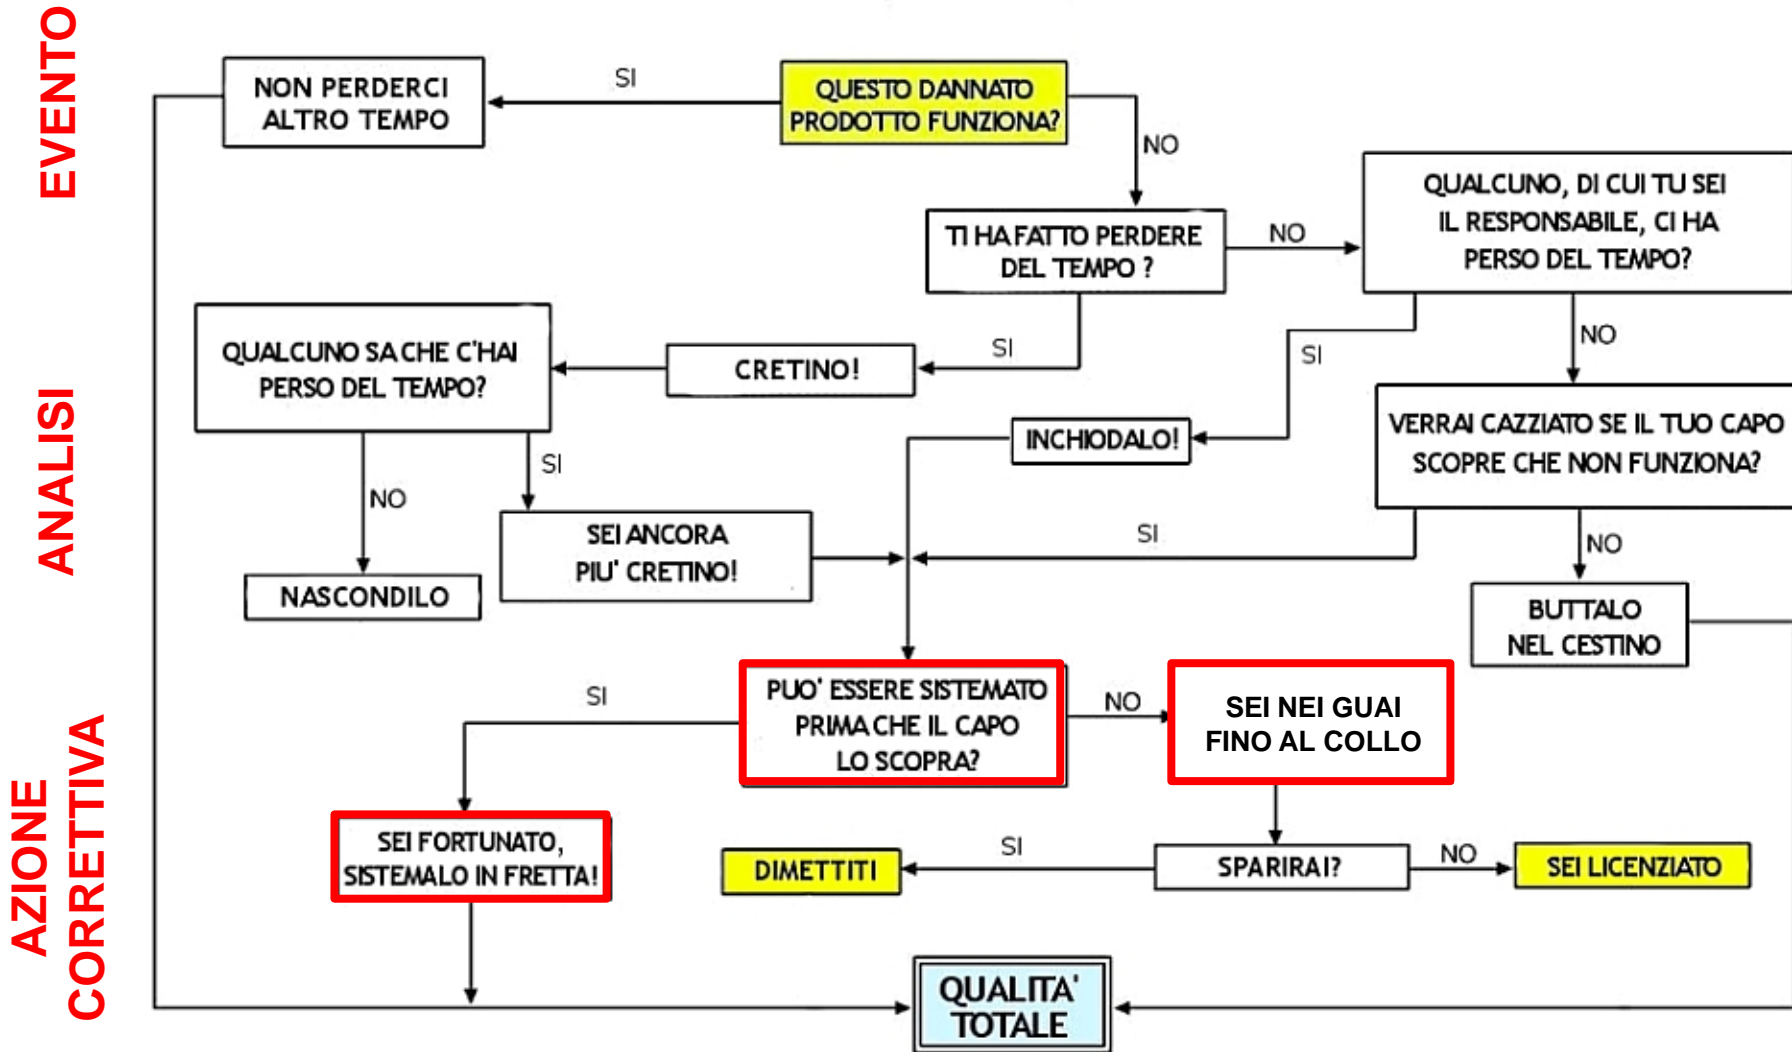 EVENTO
NON PERDERCI
ALTRO TEMPO
SI
QUESTO DANNATO
PRODOTTO FUNZIONA?
NO
TI HA FATTO PERDERE
DEL TEMPO ?
NO
QUALCUNO, DI CUI TU SEI
IL RESPONSABILE, CI HA
PERSO DEL TEMPO?
ANALISI
QUALCUNO SA CHE C'HAI
PERSO DEL TEMPO?
CRETINO!
SI
SI
NO
INCHIODALO!
VERRAI CAZZIATO SE IL TUO CAPO
SCOPRE CHE NON FUNZIONA?
NO
SI
SEI ANCORA
PIU' CRETINO!
SI
NO
NASCONDILO
BUTTALO
NEL CESTINO
AZIONE
CORRETTIVA
SI
PUO' ESSERE SISTEMATO
PRIMA CHE IL CAPO
LO SCOPRA?
NO
SEI NEI GUAI
FINO AL COLLO
SEI FORTUNATO,
SISTEMALO IN FRETTA!
DIMETTITI
SI
SPARIRAI?
NO
SEI LICENZIATO
QUALITA'
TOTALE